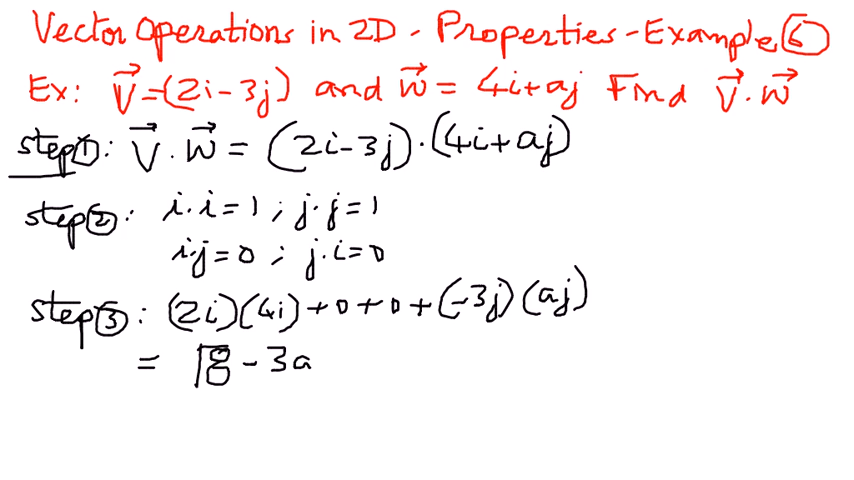 Vector Operations in 2D - Properties - Example 6
Ex: V⃗ = (2i - 3j) and w⃗ = 4i + aj Find V⃗ . w⃗
step 1 : V⃗ . w⃗ = (2i - 3j) . (4i + aj)
step 2 : i . i = 1 ; j . j = 1
i . j = 0 ; j . i = 0
step 3 : (2i)(4i) + 0 + 0 + (-3j)(aj)
= 8 - 3a